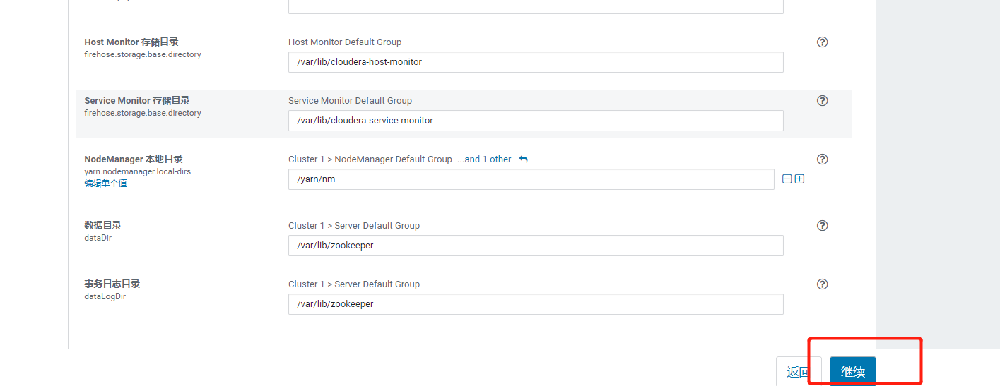 Host Monitor 存储目录
Host Monitor Default Group
firehose.storage.base.directory
/var/lib/cloudera-host-monitor
Service Monitor 存储目录
Service Monitor Default Group
firehose.storage.base.directory
/var/lib/cloudera-service-monitor
NodeManager 本地目录
Cluster 1 > NodeManager Default Group ...and 1 other
yarn.nodemanager.local-dirs
/yarn/nm
编辑单个值
数据目录
Cluster 1 > Server Default Group
dataDir
/var/lib/zookeeper
事务日志目录
Cluster 1 > Server Default Group
dataLogDir
/var/lib/zookeeper
返回
继续